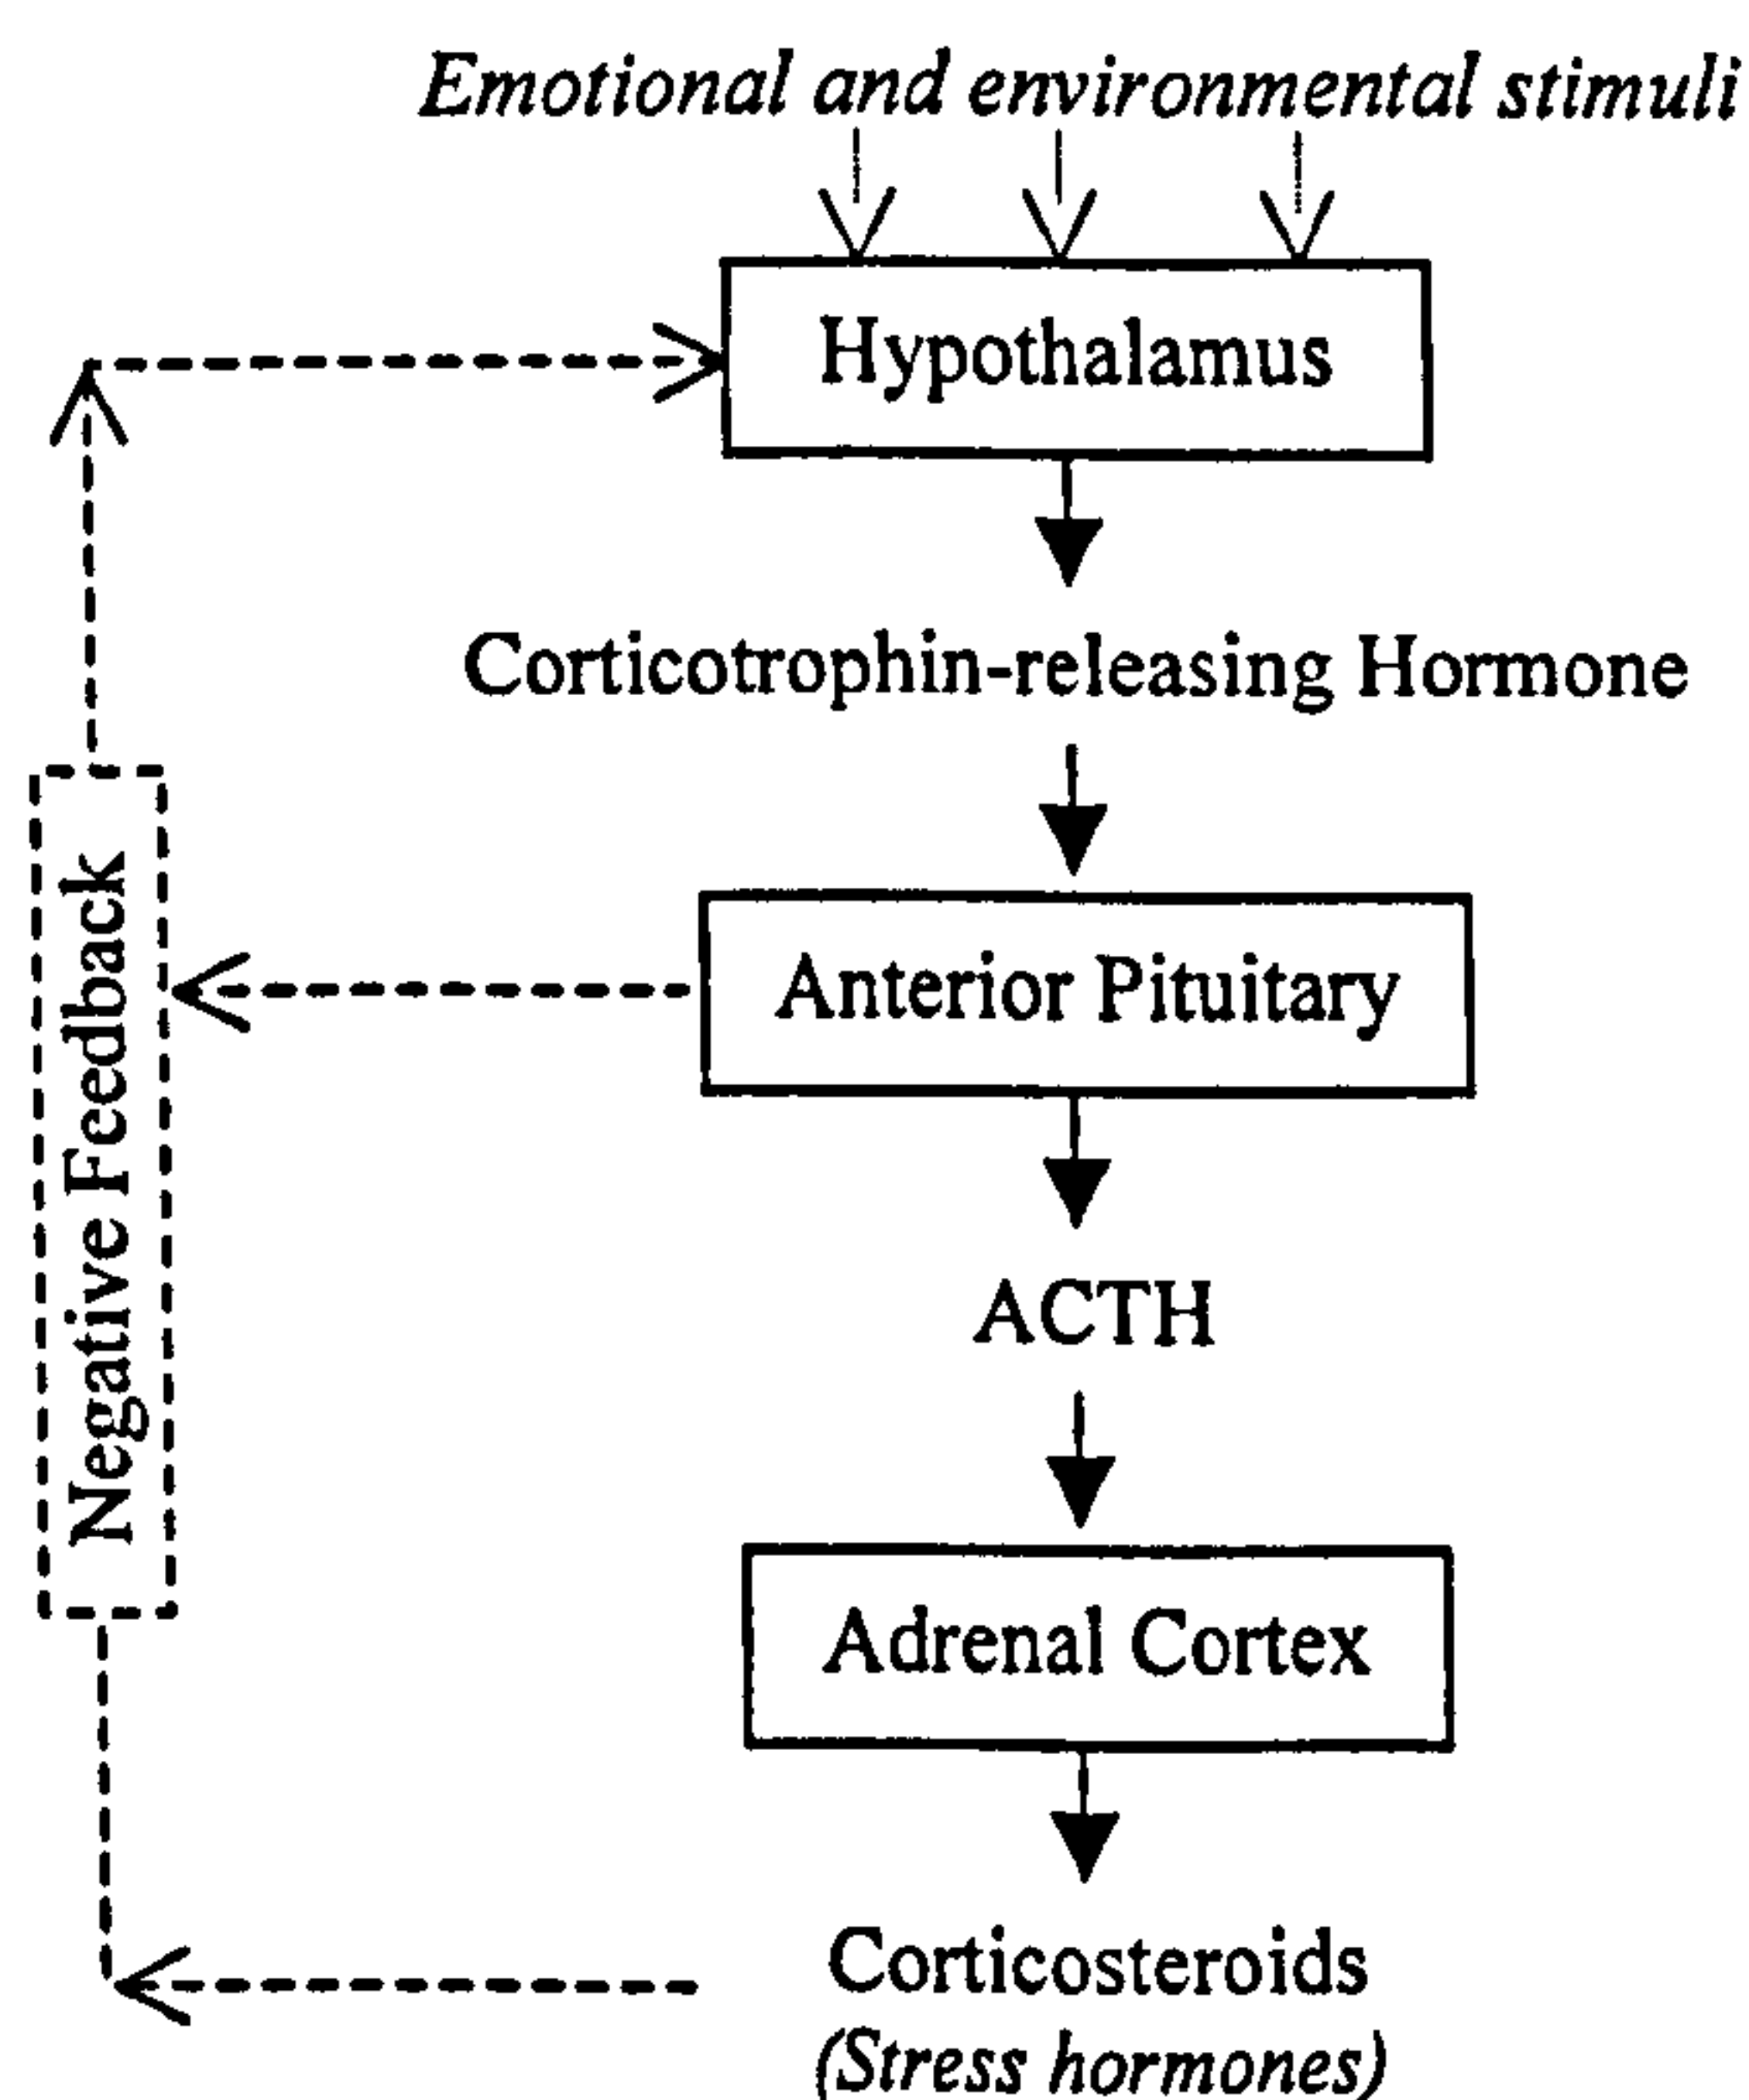 Emotional and environmental stimuli
Hypothalamus
Corticotrophin-releasing Hormone
Negative Feedback
Anterior Pituitary
ACTH
Adrenal Cortex
Corticosteroids
(Stress hormones)